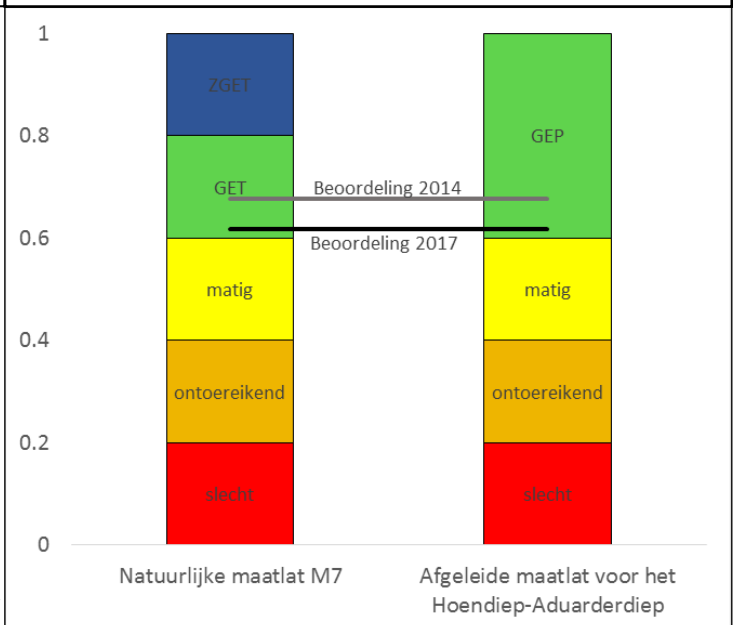 1
ZGET
0.8
GEP
GET
Beoordeling 2014
0.6
Beoordeling 2017
matig
matig
0.4
ontoereikend
ontoereikend
0.2
slecht
slecht
0
Natuurlijke maatlat M7
Afgeleide maatlat voor het
Hoendiep-Aduarderdiep